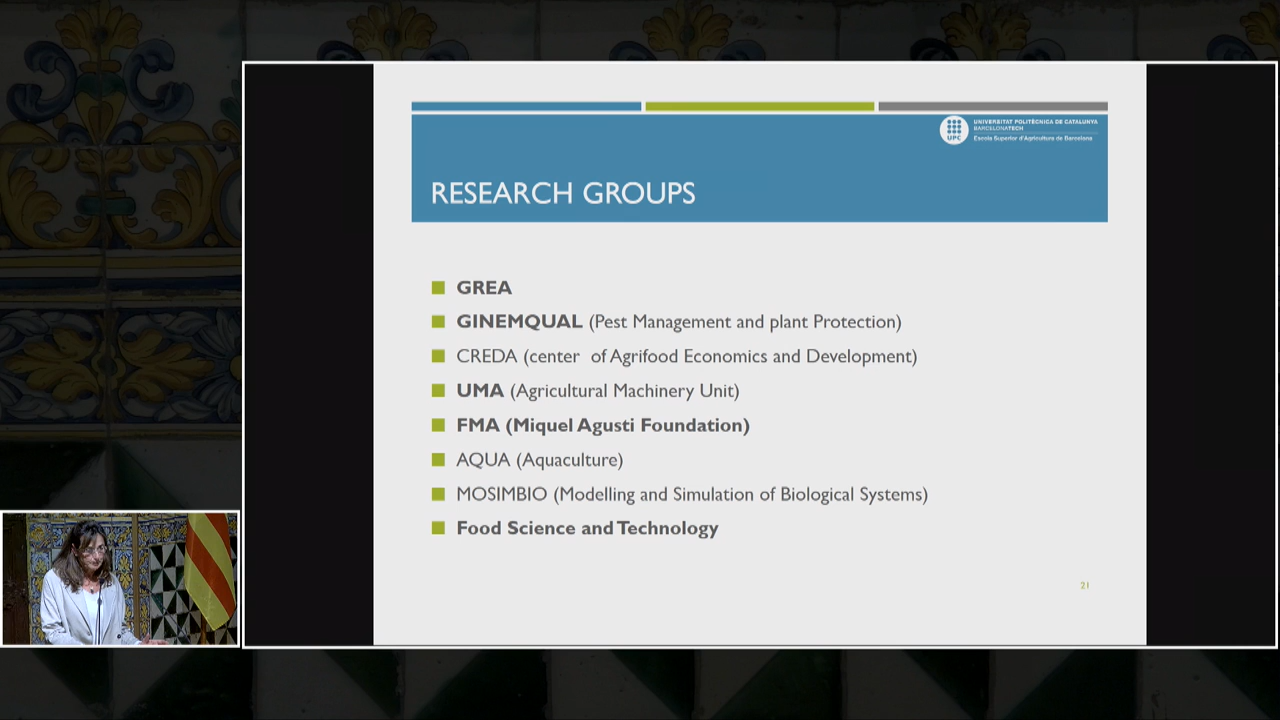 UNIVERSITAT POLITÈCNICA DE CATALUNYA
BARCELONATECH
Escola Superior d'Agricultura de Barcelona
UPC
RESEARCH GROUPS
GREA
GINEMQUAL (Pest Management and plant Protection)
CREDA (center of Agrifood Economics and Development)
UMA (Agricultural Machinery Unit)
FMA (Miquel Agusti Foundation)
AQUA (Aquaculture)
MOSIMBIO (Modelling and Simulation of Biological Systems)
Food Science and Technology
21